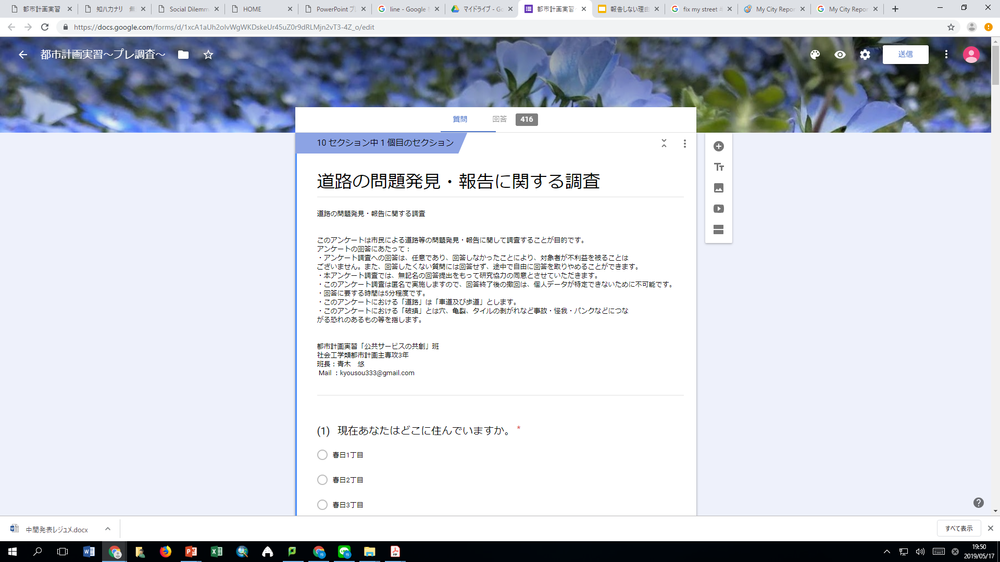 都市計画実習
知ハカナリ 無
Social Dilemm
HOME
PowerPoint プ
line - Google
マイドライブ - Go
都市計画実習~
報告しない理由
fix my street
My City Repor
My City Repor
https://docs.google.com/forms/d/1xcA1aUh2oIvWgWKDskeUr45uZ0r9dRLMjn2vT3-4Z_o/edit
都市計画実習~プレ調査~
送信
質問
回答
416
10 セクション中 1 個目のセクション
道路の問題発見・報告に関する調査
道路の問題発見・報告に関する調査
このアンケートは市民による道路等の問題発見・報告に関して調査することが目的です。
アンケートの回答にあたって:
・アンケート調査への回答は、任意であり、回答しなかったことにより、対象者が不利益を被ることは
ございません。また、回答したくない質問には回答せず、途中で自由に回答を取りやめることができます。
・本アンケート調査では、無記名の回答提出をもって研究協力の同意とさせていただきます。
・このアンケート調査は匿名で実施しますので、回答終了後の撤回は、個人データが特定できないために不可能です。
・回答に要する時間は5分程度です。
・このアンケートにおける「道路」は「車道及び歩道」とします。
・このアンケートにおける「破損」とは穴、亀裂、タイルの剥がれなど事故・怪我・パンクなどにつな
がる恐れのあるもの等を指します。
都市計画実習「公共サービスの共創」班
社会工学類都市計画主専攻3年
班長:青木 悠
Mail :kyousou333@gmail.com
(1) 現在あなたはどこに住んでいますか。 *
春日1丁目
春日2丁目
春日3丁目
中間発表レジュメ.docx
すべて表示
19:50
2019/05/17